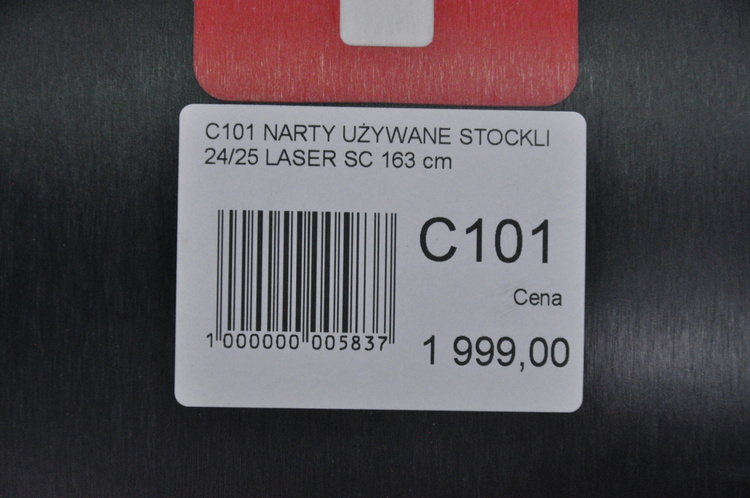 C101 NARTY UŻYWANE STOCKLI
24/25 LASER SC 163 cm
C101
Cena
1 999,00
1 000000 005837